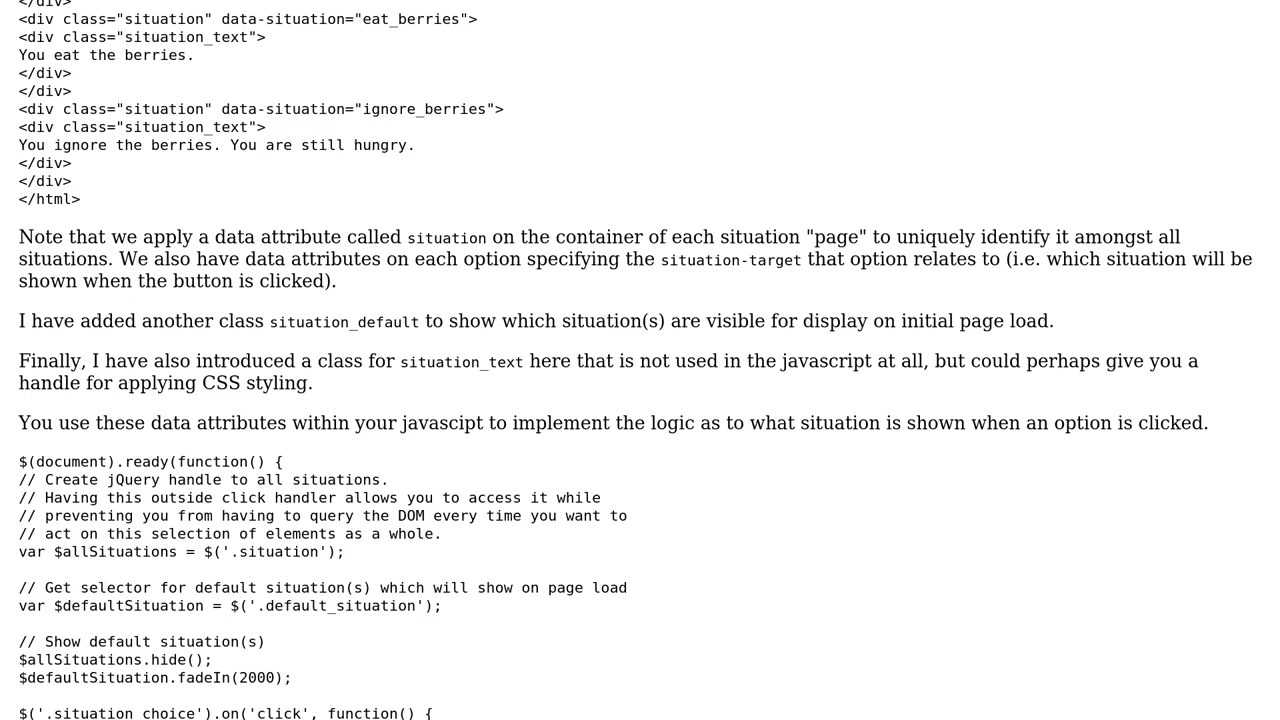 </div>
<div class="situation" data-situation="eat_berries">
<div class="situation_text">
You eat the berries.
</div>
</div>
<div class="situation" data-situation="ignore_berries">
<div class="situation_text">
You ignore the berries. You are still hungry.
</div>
</div>
</html>
Note that we apply a data attribute called situation on the container of each situation "page" to uniquely identify it amongst all
situations. We also have data attributes on each option specifying the situation-target that option relates to (i.e. which situation will be
shown when the button is clicked).
I have added another class situation_default to show which situation(s) are visible for display on initial page load.
Finally, I have also introduced a class for situation_text here that is not used in the javascript at all, but could perhaps give you a
handle for applying CSS styling.
You use these data attributes within your javascipt to implement the logic as to what situation is shown when an option is clicked.
$(document).ready(function() {
// Create jQuery handle to all situations.
// Having this outside click handler allows you to access it while
// preventing you from having to query the DOM every time you want to
// act on this selection of elements as a whole.
var $allSituations = $('.situation');
// Get selector for default situation(s) which will show on page load
var $defaultSituation = $('.default_situation');
// Show default situation(s)
$allSituations.hide();
$defaultSituation.fadeIn(2000);
$('.situation_choice').on('click', function() {